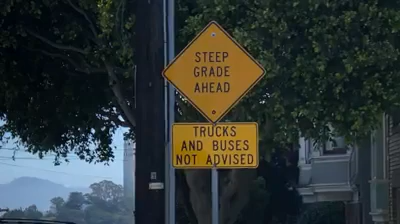 STEEP
GRADE
AHEAD
TRUCKS
AND BUSES
NOT ADVISED